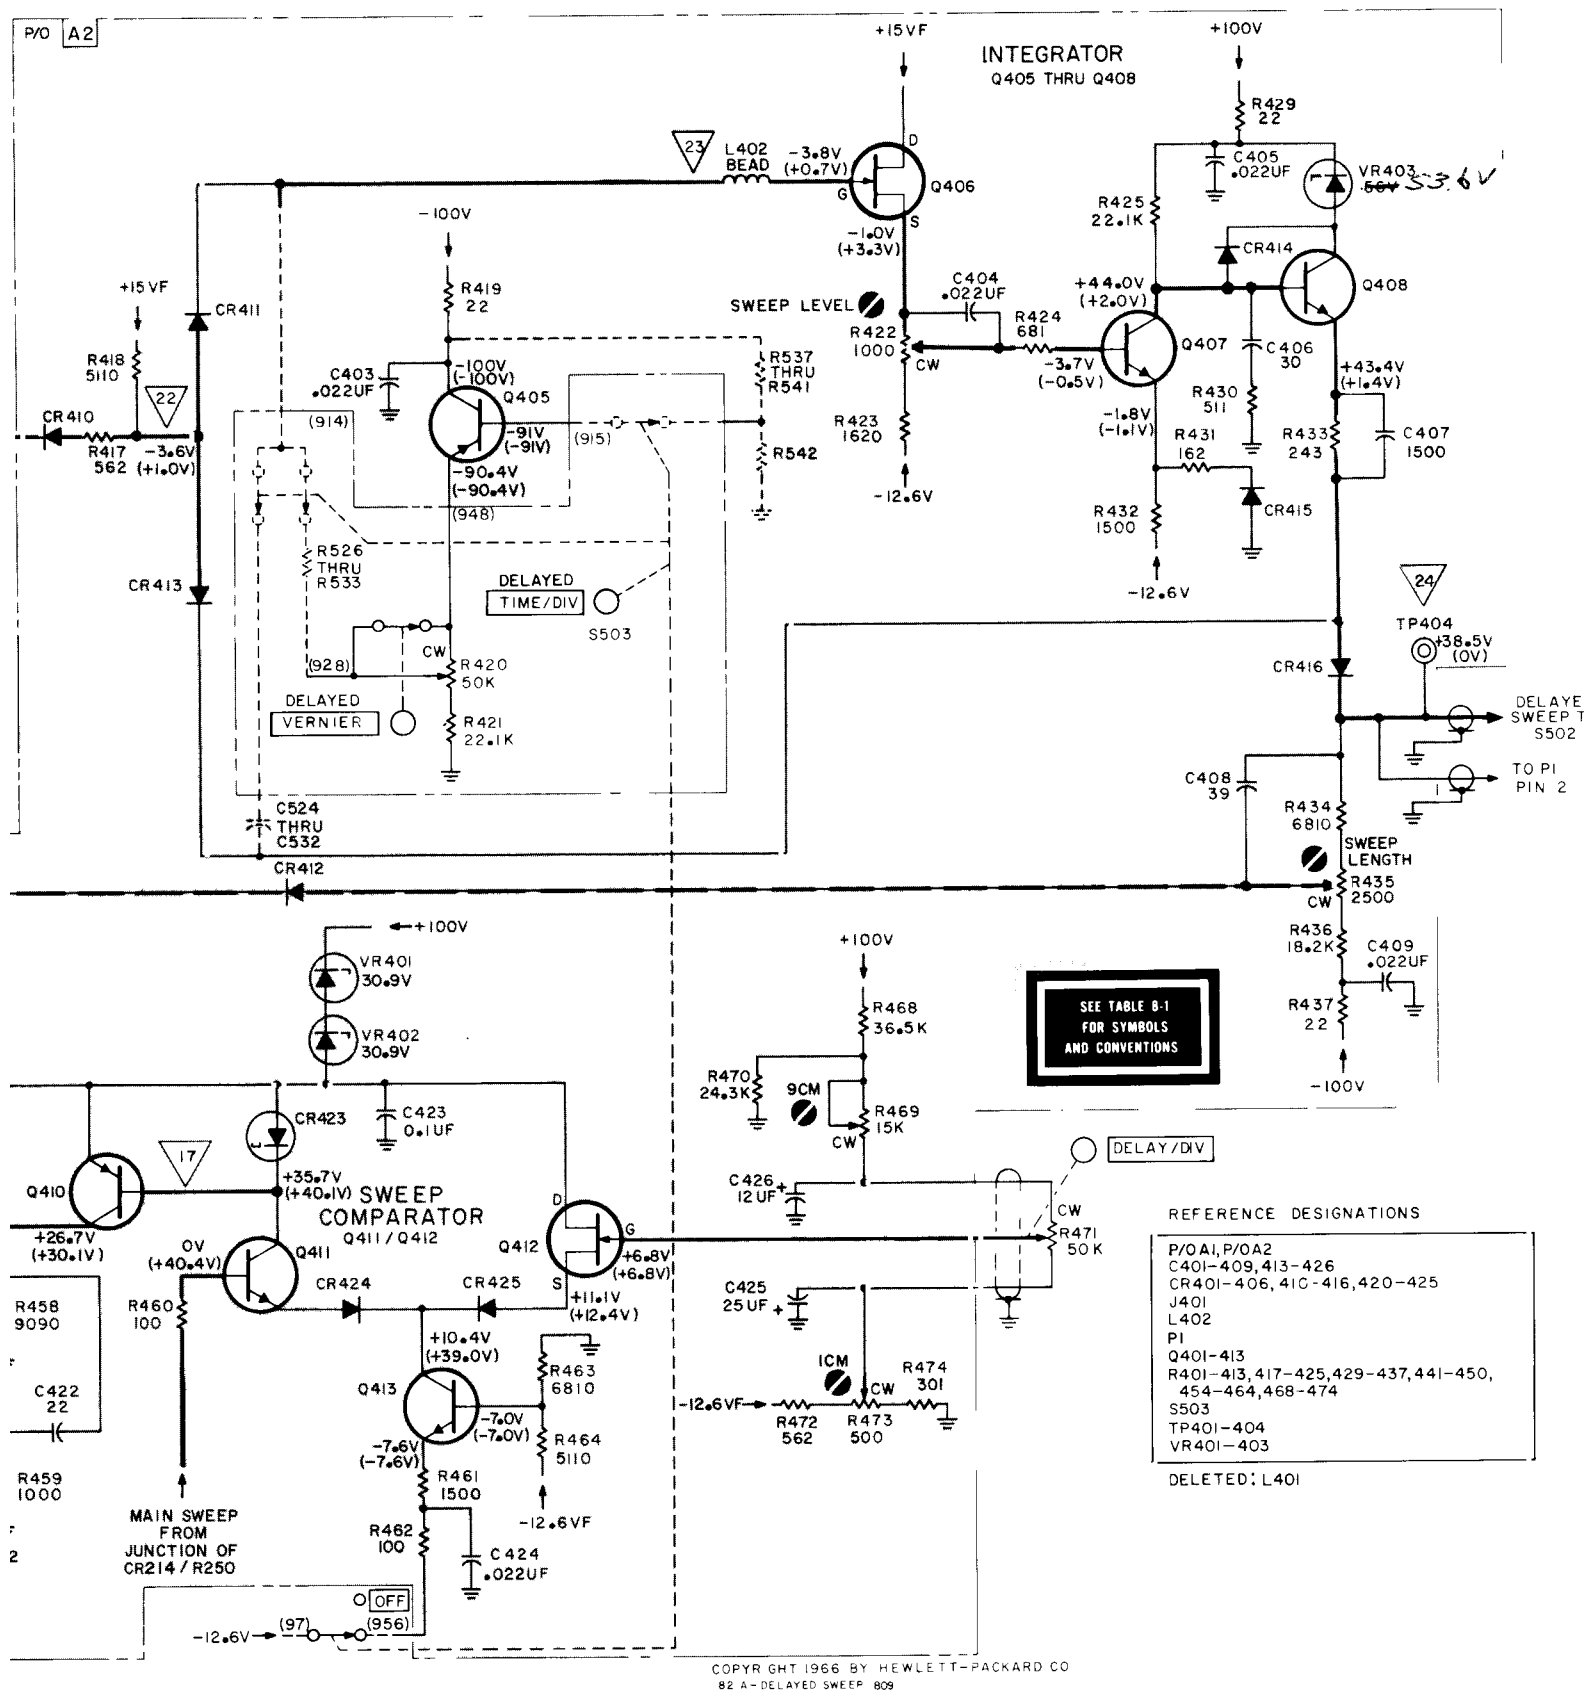 P/O A2
+15VF
INTEGRATOR
Q405 THRU Q408
+100V
R429
22
23
L402
BEAD
-3.8V
(+0.7V)
D
G
S
Q406
-1.0V
(+3.3V)
C405
.022UF
VR403
56V 53.6V
R425
22.1K
CR414
Q408
-100V
R419
22
+15VF
CR411
R418
5110
22
CR410
R417
562
-3.6V
(+1.0V)
C403
.022UF
-100V
(-100V)
Q405
-91V
(-91V)
-90.4V
(-90.4V)
(914)
(915)
(948)
R537
THRU
R541
R542
SWEEP LEVEL
R422
1000
CW
C404
.022UF
R424
681
+44.0V
(+2.0V)
Q407
-3.7V
(-0.5V)
-1.8V
(-1.1V)
R423
1620
-12.6V
C406
30
R430
511
R431
162
CR415
R432
1500
-12.6V
+43.4V
(+1.4V)
R433
243
C407
1500
CR413
R526
THRU
R533
DELAYED
TIME/DIV
S503
(928)
CW
R420
50K
DELAYED
VERNIER
R421
22.1K
C524
THRU
C532
CR412
24
TP404
+38.5V
(0V)
CR416
DELAYE
SWEEP T
S502
TO P1
PIN 2
C408
39
R434
6810
SWEEP
LENGTH
R435
2500
CW
R436
18.2K
C409
.022UF
R437
22
-100V
+100V
VR401
30.9V
VR402
30.9V
+100V
R468
36.5K
R470
24.3K
9CM
R469
15K
CW
SEE TABLE 8-1
FOR SYMBOLS
AND CONVENTIONS
CR423
C423
0.1UF
17
Q410
+35.7V
(+40.1V)
SWEEP
COMPARATOR
Q411/Q412
+26.7V
(+30.1V)
0V
(+40.4V)
Q411
D
G
S
Q412
+6.8V
(+6.8V)
+11.1V
(+12.4V)
C426
12UF
+
DELAY/DIV
CW
R471
50K
C425
25UF
+
R458
9090
R460
100
CR424
CR425
+10.4V
(+39.0V)
Q413
R463
6810
-7.0V
(-7.0V)
-7.6V
(-7.6V)
R464
5110
-12.6VF
C422
22
R459
1000
R461
1500
R462
100
C424
.022UF
MAIN SWEEP
FROM
JUNCTION OF
CR214/R250
1CM
CW
R474
301
-12.6VF
R472
562
R473
500
OFF
-12.6V
(97)
(956)
REFERENCE DESIGNATIONS
P/OA1,P/OA2
C401-409,413-426
CR401-406,410-416,420-425
J401
L402
P1
Q401-413
R401-413,417-425,429-437,441-450,
454-464,468-474
S503
TP401-404
VR401-403
DELETED: L401
COPYR GHT 1966 BY HEWLETT-PACKARD CO
82 A-DELAYED SWEEP 809